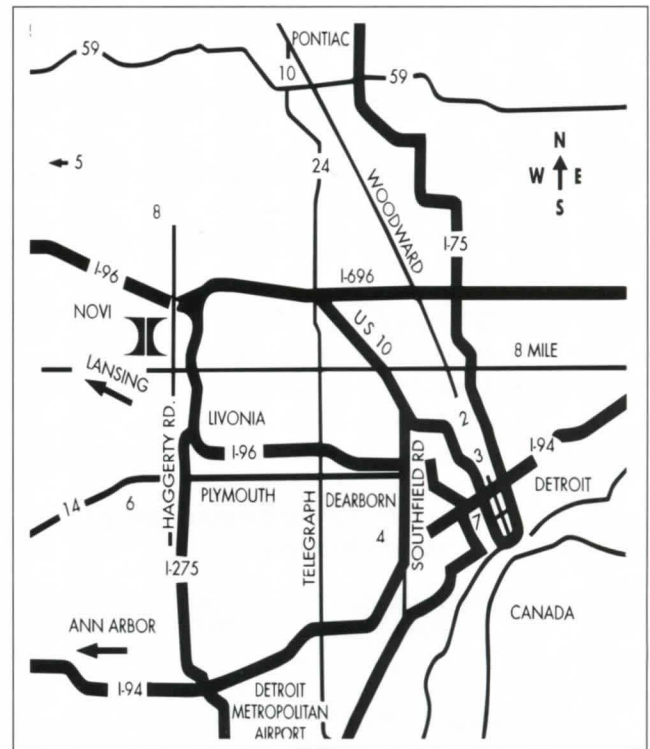 PONTIAC
59
10
59
N
W E
S
5
24
WOODWARD
8
I-75
I-96
I-696
NOVI
US 10
8 MILE
LANSING
HAGGERTY RD.
LIVONIA
2
I-96
SOUTHFIELD RD
3
I-94
DETROIT
14
6
PLYMOUTH
TELEGRAPH
DEARBORN
4
7
I-275
ANN ARBOR
CANADA
I-94
DETROIT
METROPOLITAN
AIRPORT